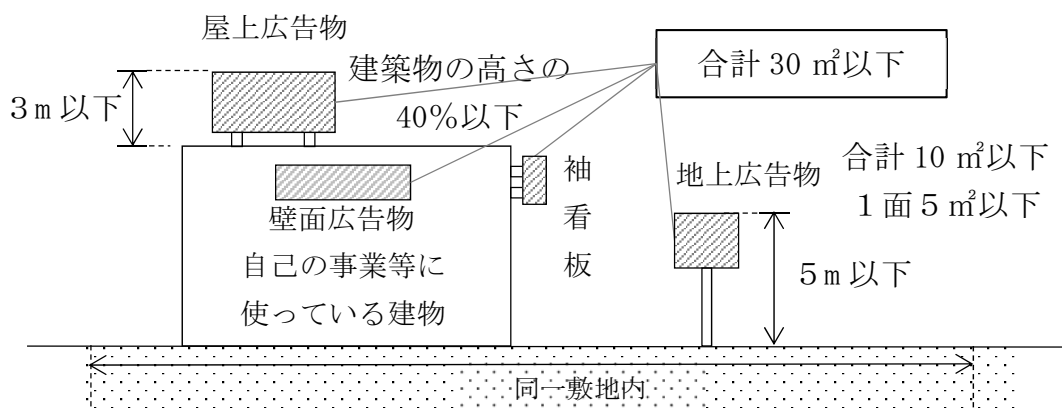 屋上広告物
3m以下
建築物の高さの
40%以下
合計 30 ㎡以下
壁面広告物
自己の事業等に
使っている建物
袖看板
地上広告物
合計 10 ㎡以下
1面5㎡以下
5m以下
同一敷地内